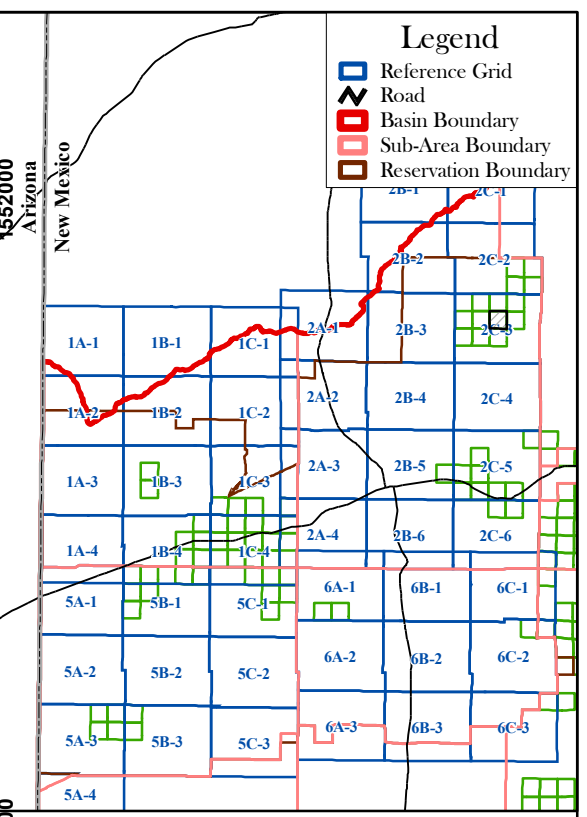 Legend
Reference Grid
Road
Basin Boundary
Sub-Area Boundary
Reservation Boundary
1552000
Arizona
New Mexico
2B-1 2C-1
2B-2 2C-2
2A-1 2B-3 2C-3
1A-1 1B-1 1C-1
2A-2 2B-4 2C-4
1A-2 1B-2 1C-2
2A-3 2B-5 2C-5
1A-3 1B-3 1C-3
2A-4 2B-6 2C-6
1A-4 1B-4 1C-4
6A-1 6B-1 6C-1
5A-1 5B-1 5C-1
6A-2 6B-2 6C-2
5A-2 5B-2 5C-2
6A-3 6B-3 6C-3
5A-3 5B-3 5C-3
5A-4